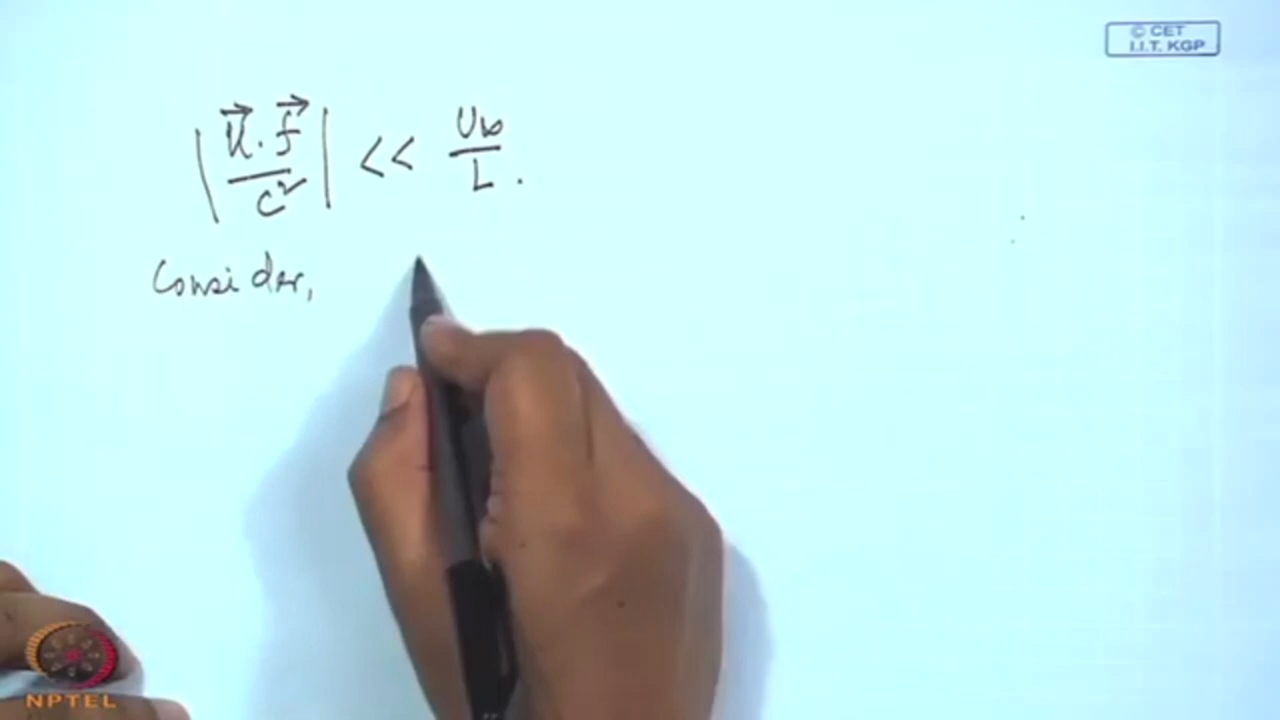 © CET
I.I.T. KGP
|u⃗ · f⃗ / c²| << U∞ / L .
Consider,
NPTEL